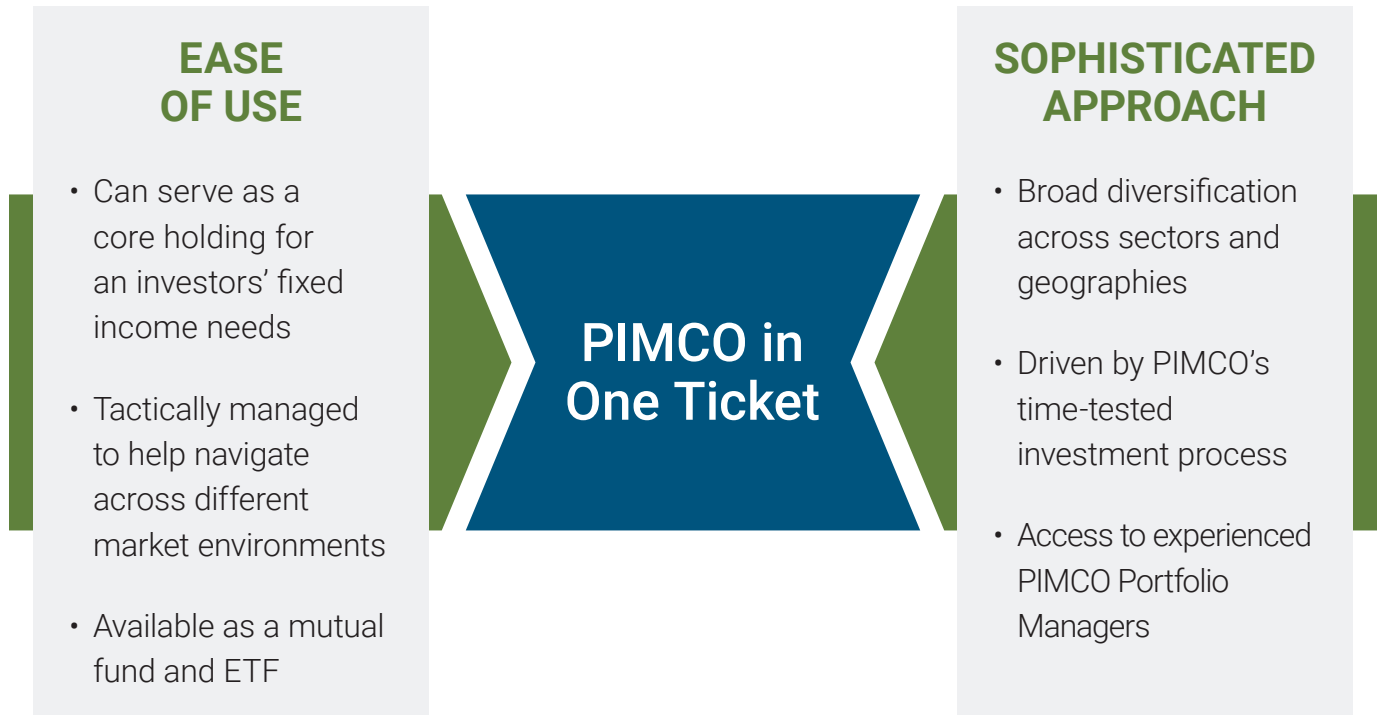 EASE
OF USE
• Can serve as a
core holding for
an investors’ fixed
income needs
• Tactically managed
to help navigate
across different
market environments
• Available as a mutual
fund and ETF
PIMCO in
One Ticket
SOPHISTICATED
APPROACH
• Broad diversification
across sectors and
geographies
• Driven by PIMCO’s
time-tested
investment process
• Access to experienced
PIMCO Portfolio
Managers